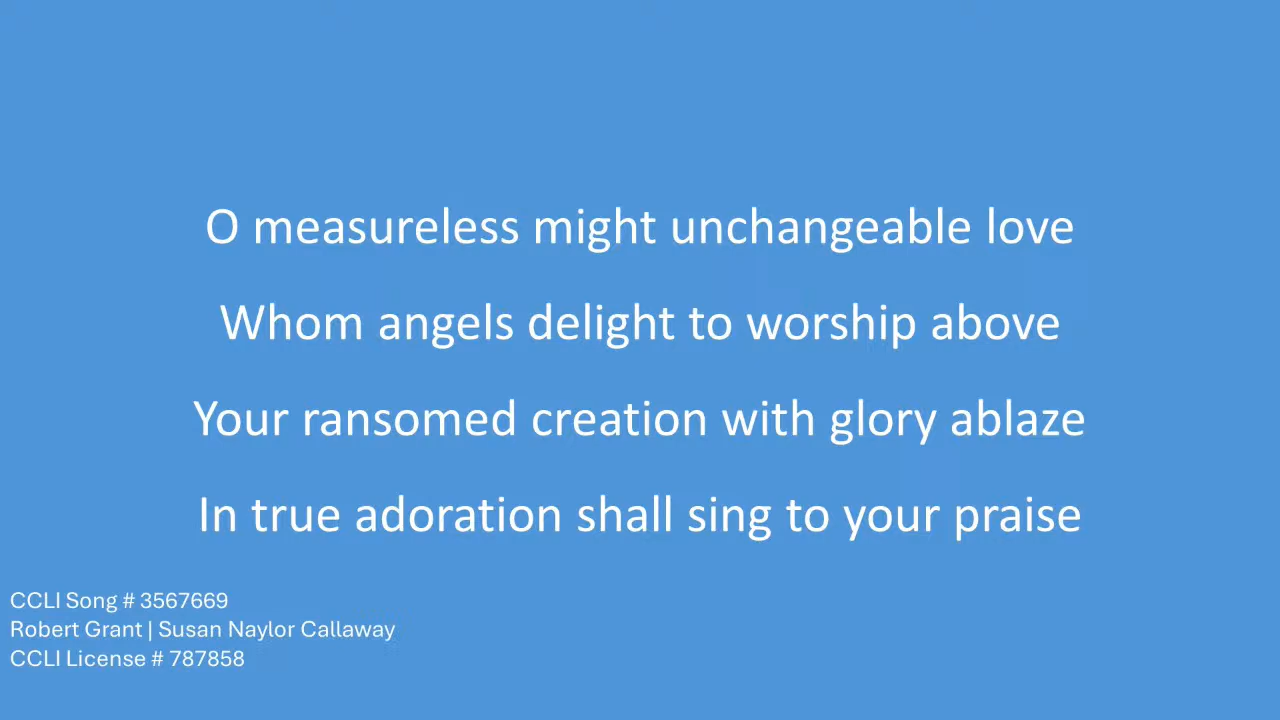 O measureless might unchangeable love
Whom angels delight to worship above
Your ransomed creation with glory ablaze
In true adoration shall sing to your praise
CCLI Song # 3567669
Robert Grant | Susan Naylor Callaway
CCLI License # 787858